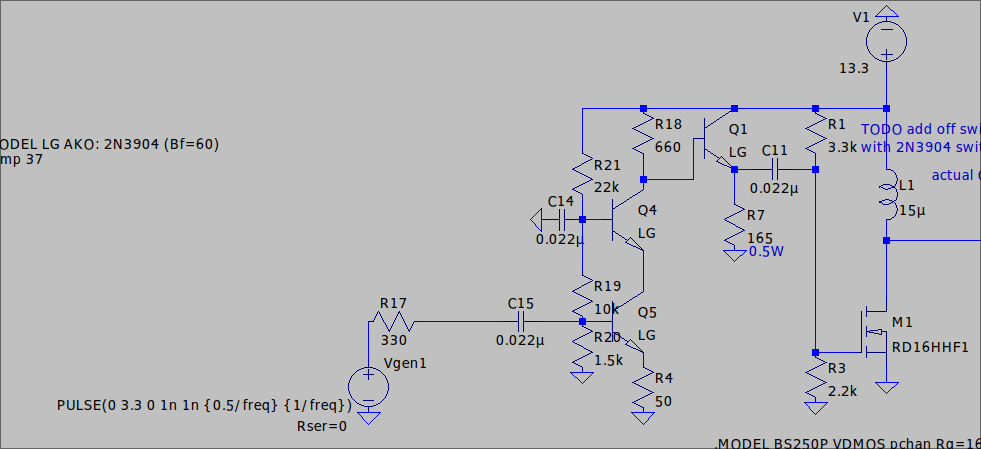 V1
13.3
ODEL LG AKO: 2N3904 (Bf=60)
mp 37
R18
660
Q1
LG
R1
3.3k
TODO add off swi
with 2N3904 swit
actual
C11
0.022µ
R21
22k
L1
15µ
C14
0.022µ
Q4
LG
R7
165
0.5W
R19
10k
R17
330
C15
0.022µ
Q5
LG
R20
1.5k
M1
RD16HHF1
Vgen1
R4
50
R3
2.2k
PULSE(0 3.3 0 1n 1n {0.5/freq} {1/freq})
Rser=0
.MODEL BS250P VDMOS pchan Rg=16